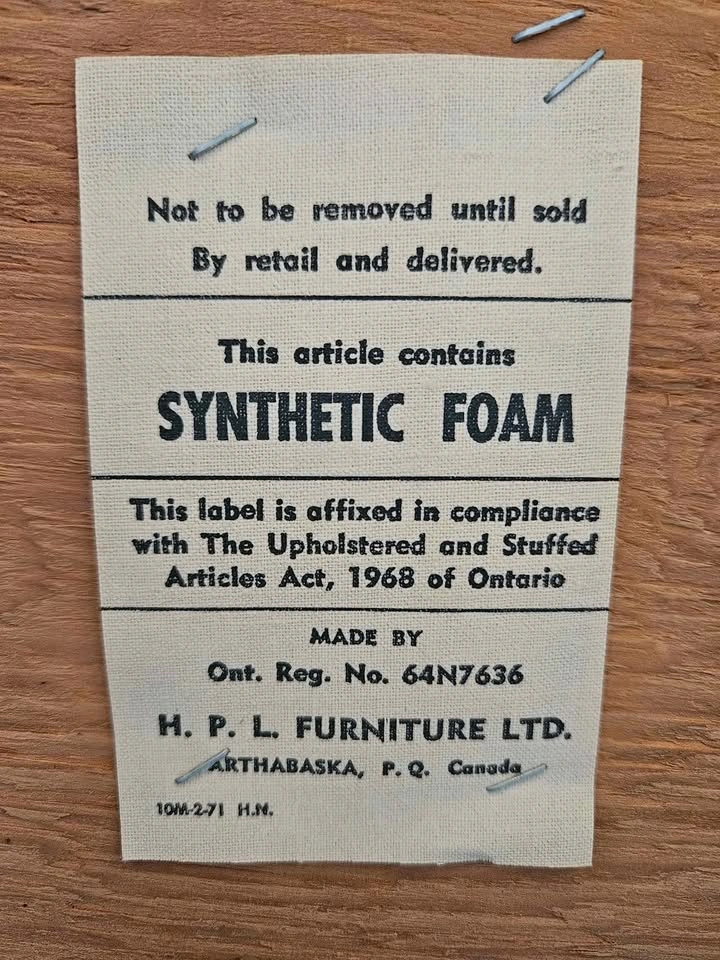 Not to be removed until sold
By retail and delivered.
This article contains
SYNTHETIC FOAM
This label is affixed in compliance
with The Upholstered and Stuffed
Articles Act, 1968 of Ontario
MADE BY
Ont. Reg. No. 64N7636
H. P. L. FURNITURE LTD.
ARTHABASKA, P. Q. Canada
10M-2-71 H.N.